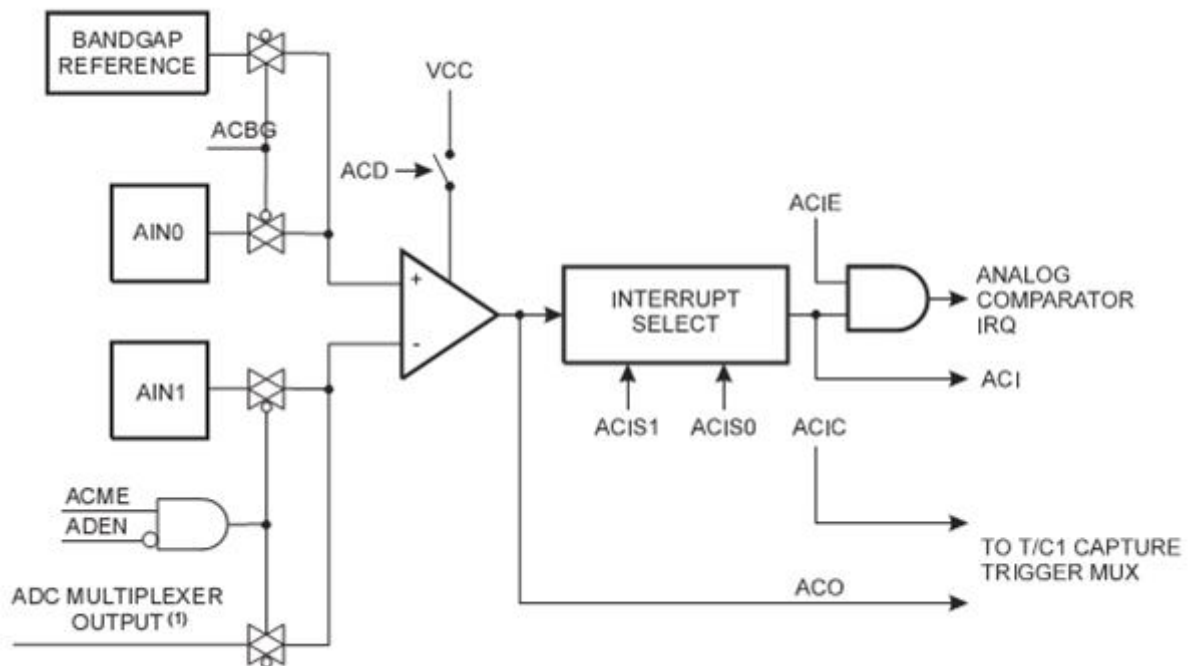 BANDGAP
REFERENCE
VCC
ACBG
ACD
AIN0
+
-
INTERRUPT
SELECT
ACIE
ANALOG
COMPARATOR
IRQ
AIN1
ACI
ACIS1
ACIS0
ACIC
ACME
ADEN
TO T/C1 CAPTURE
TRIGGER MUX
ADC MULTIPLEXER
OUTPUT (1)
ACO